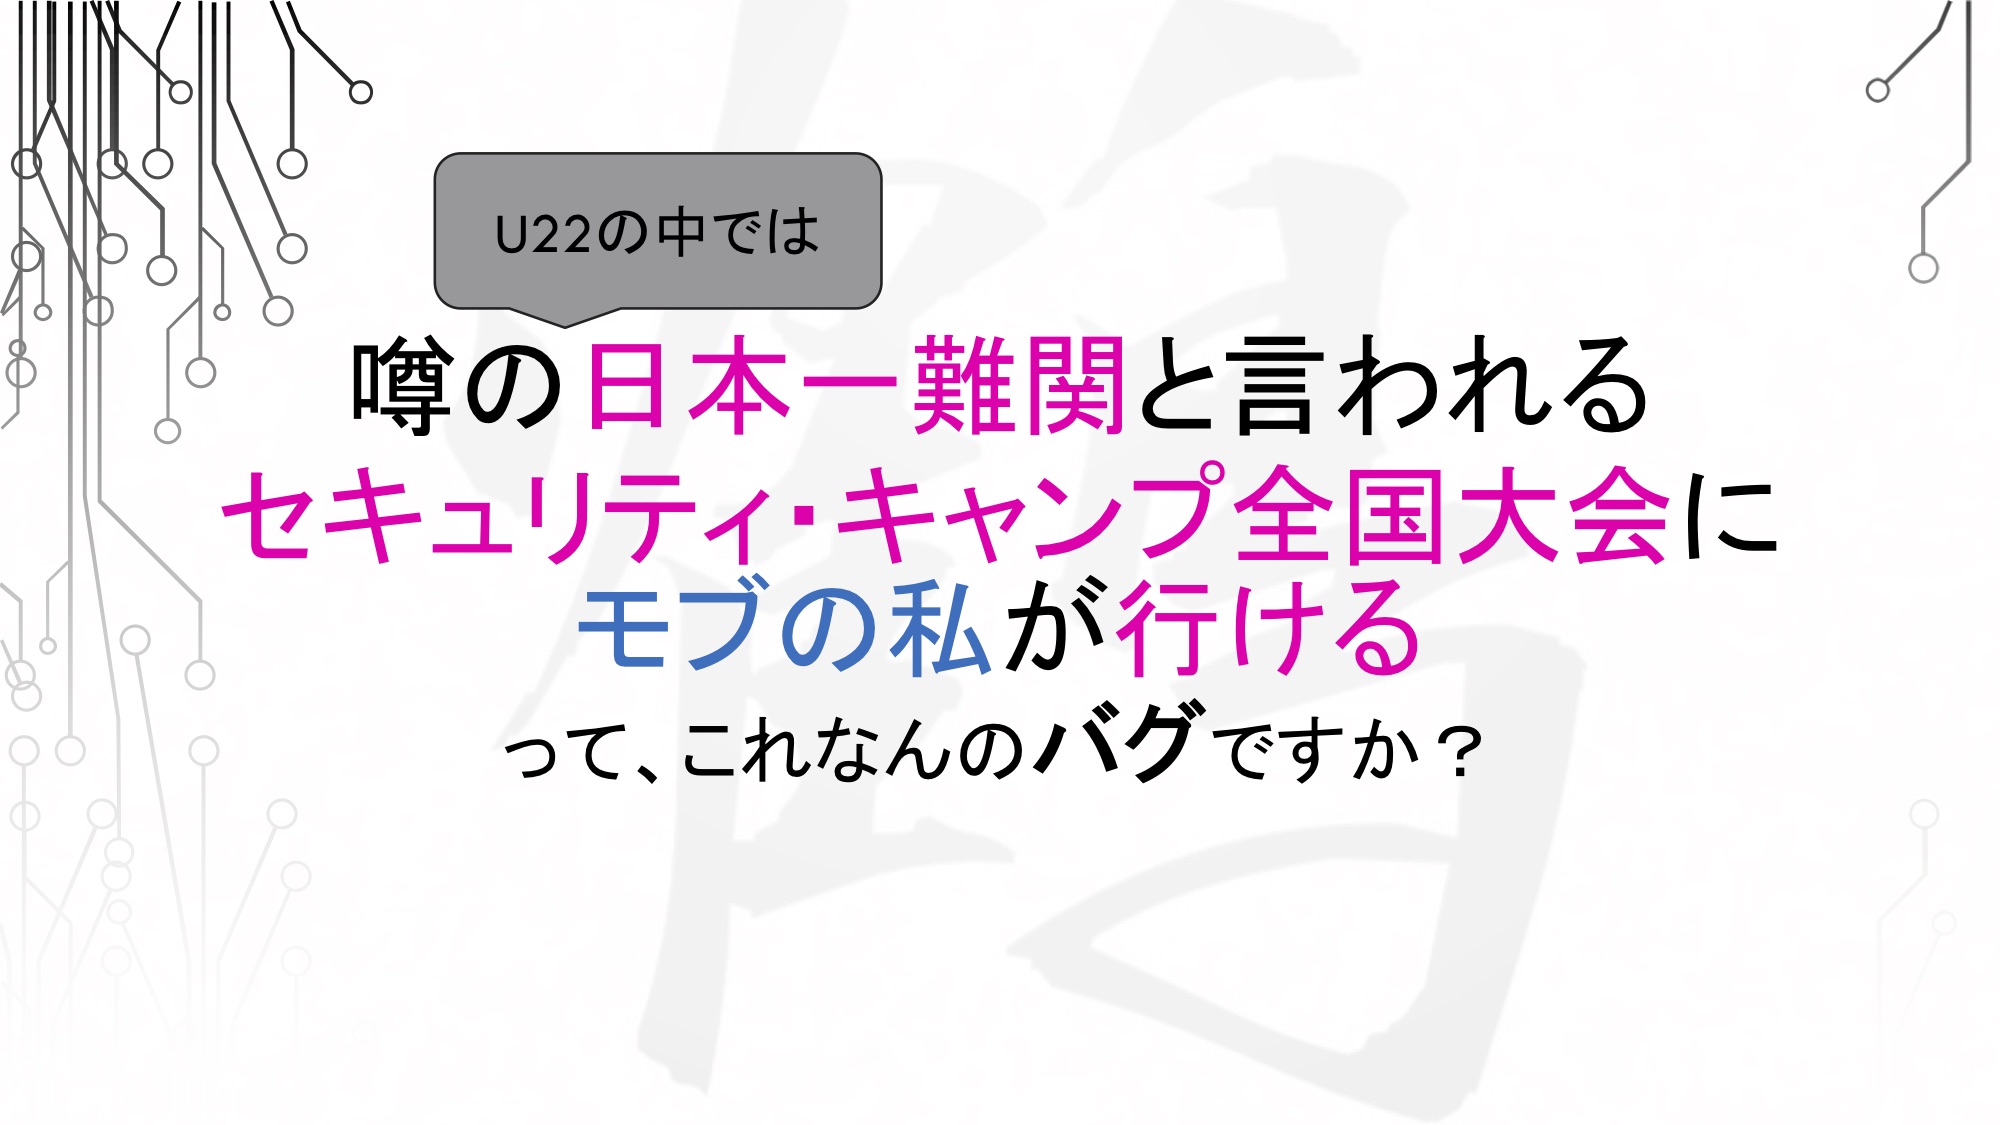 U22の中では
噂の日本一難関と言われる
セキュリティ・キャンプ全国大会に
モブの私が行ける
って、これなんのバグですか？